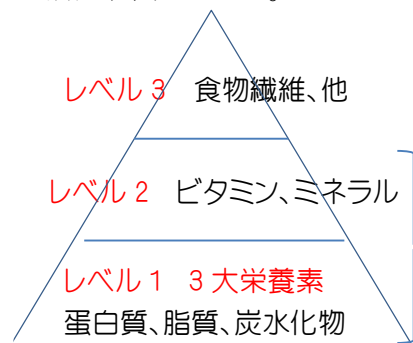 レベル３　食物繊維、他
レベル２　ビタミン、ミネラル
レベル１　３大栄養素
蛋白質、脂質、炭水化物